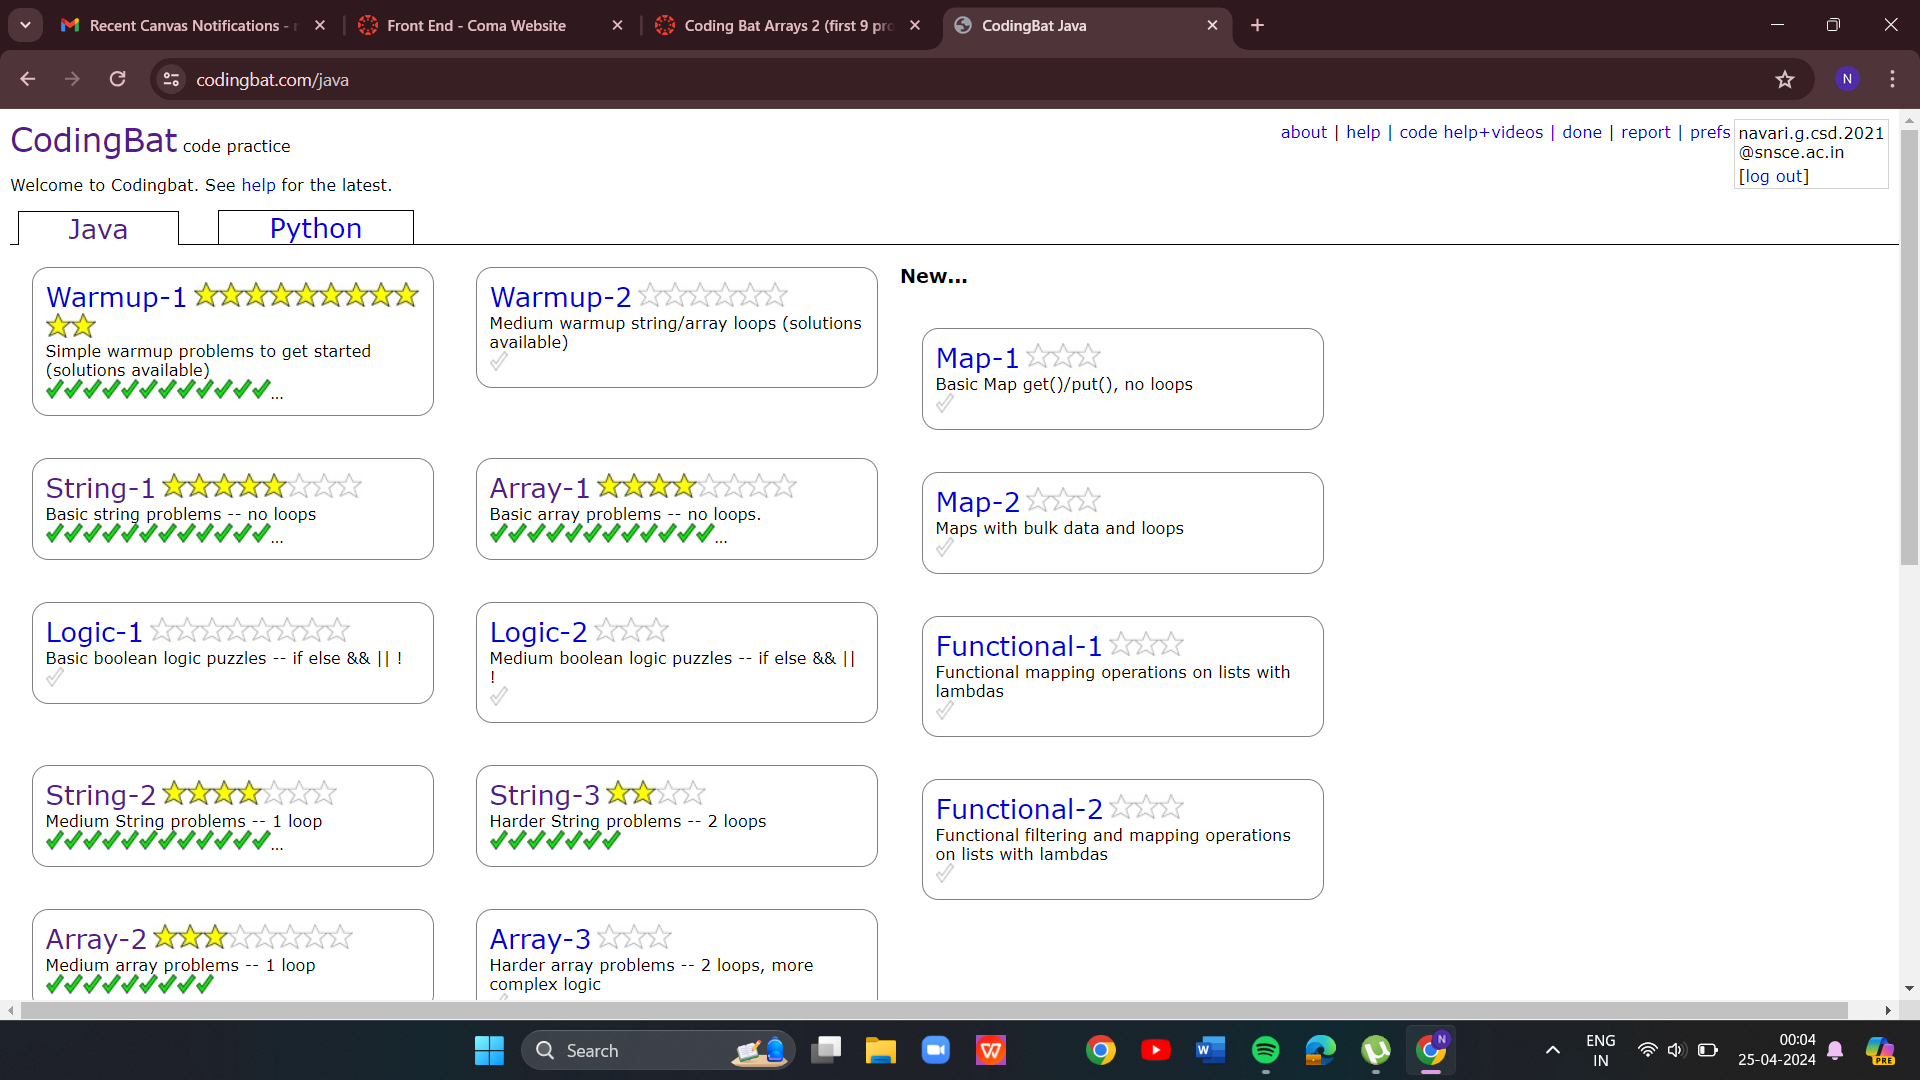 Recent Canvas Notifications - r
Front End - Coma Website
Coding Bat Arrays 2 (first 9 pro
CodingBat Java
codingbat.com/java
N
CodingBat code practice
about | help | code help+videos | done | report | prefs
navari.g.csd.2021
@snsce.ac.in
[log out]
Welcome to Codingbat. See help for the latest.
Java
Python
Warmup-1
Simple warmup problems to get started
(solutions available)
...
Warmup-2
Medium warmup string/array loops (solutions
available)
New...
Map-1
Basic Map get()/put(), no loops
String-1
Basic string problems -- no loops
...
Array-1
Basic array problems -- no loops.
...
Map-2
Maps with bulk data and loops
Logic-1
Basic boolean logic puzzles -- if else && || !
Logic-2
Medium boolean logic puzzles -- if else && ||
!
Functional-1
Functional mapping operations on lists with
lambdas
String-2
Medium String problems -- 1 loop
...
String-3
Harder String problems -- 2 loops
Functional-2
Functional filtering and mapping operations
on lists with lambdas
Array-2
Medium array problems -- 1 loop
Array-3
Harder array problems -- 2 loops, more
complex logic
Search
W
N
ENG
IN
00:04
25-04-2024
PRE